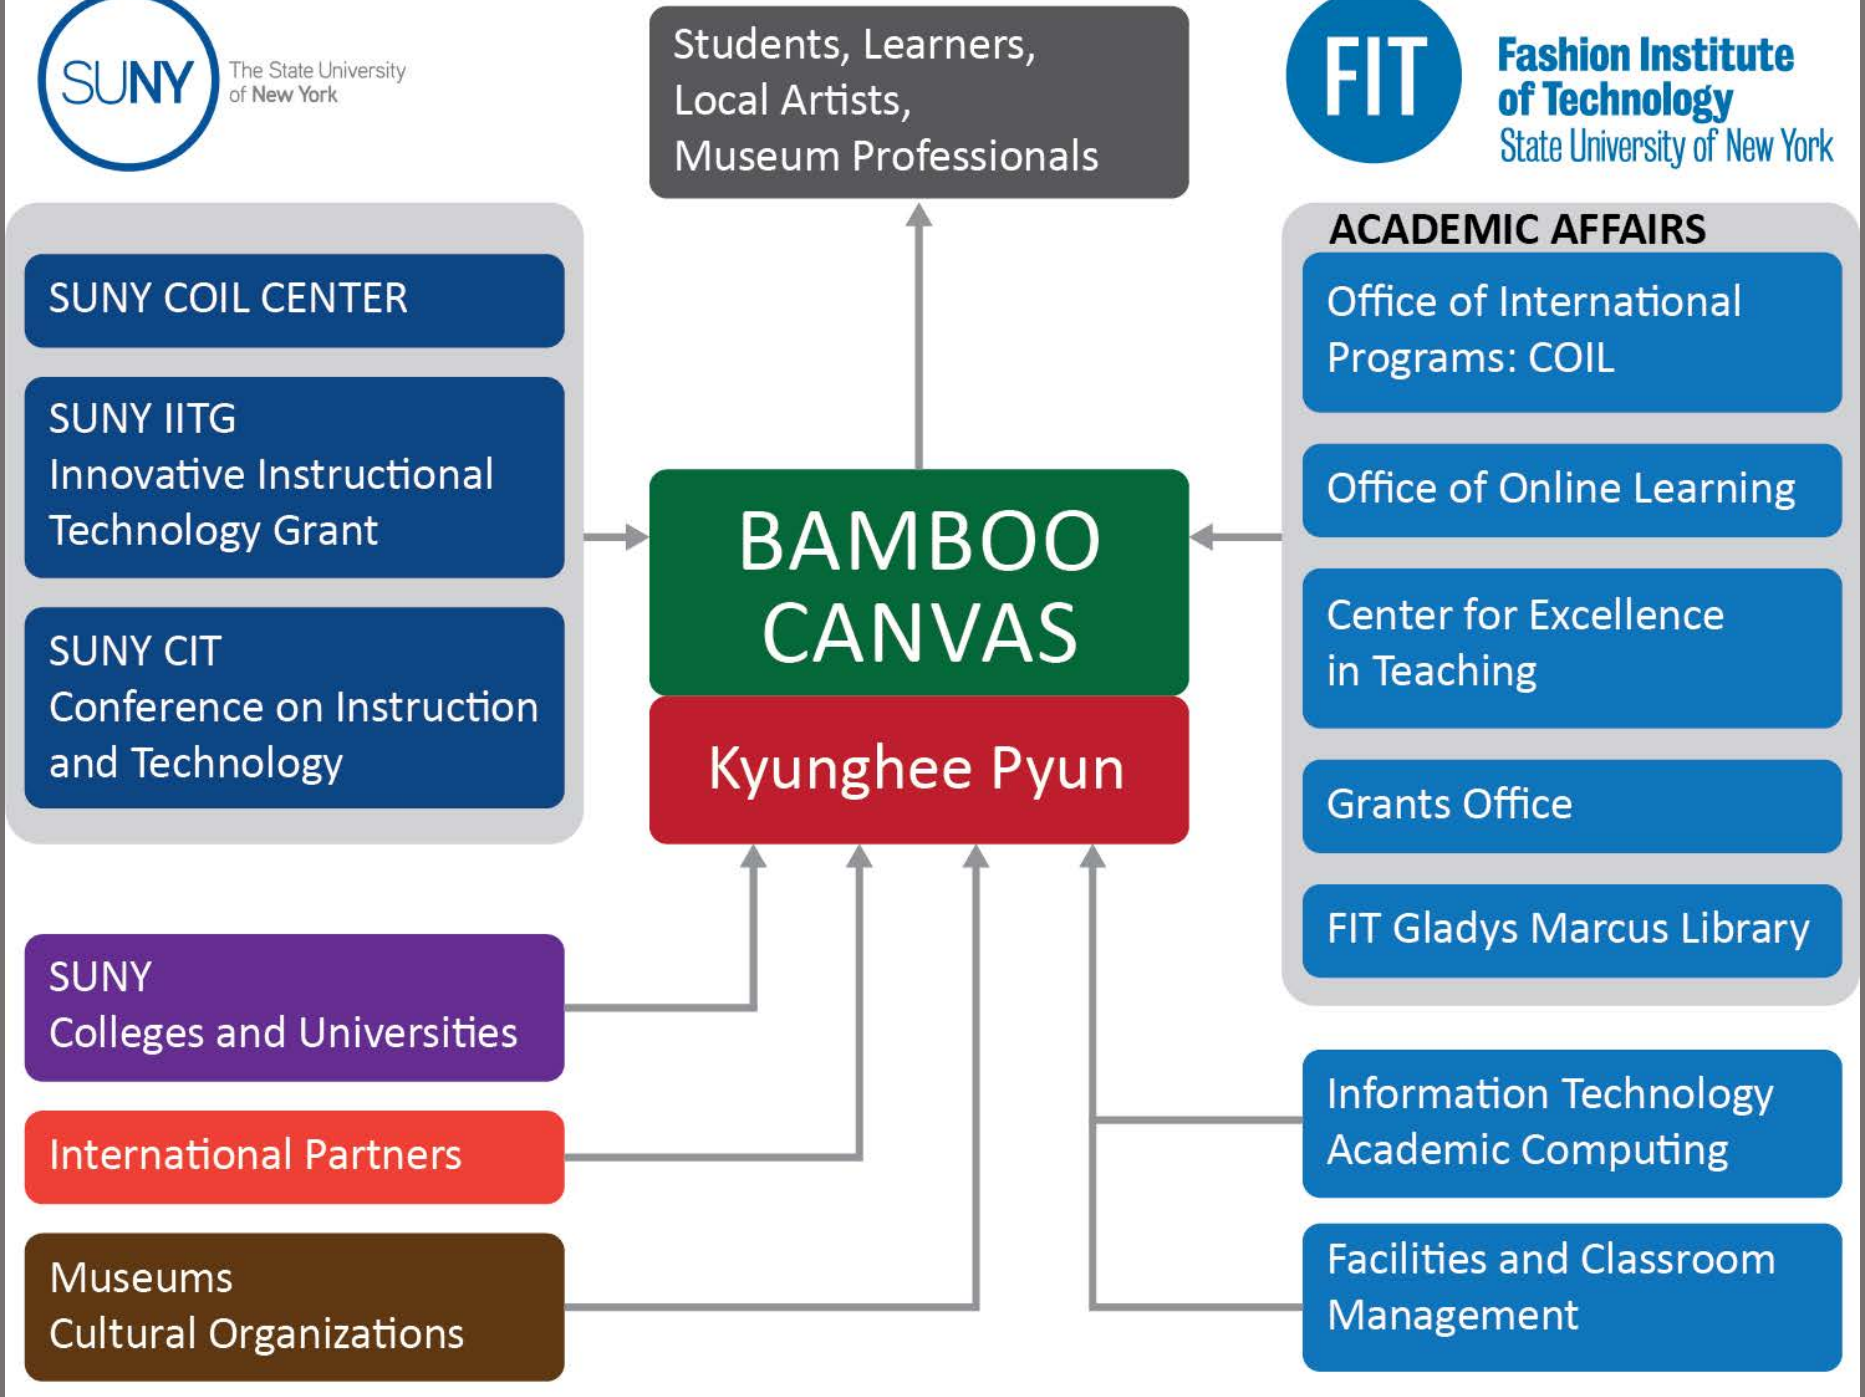 SUNY
The State University
of New York
Students, Learners,
Local Artists,
Museum Professionals
FIT
Fashion Institute
of Technology
State University of New York
SUNY COIL CENTER
SUNY IITG
Innovative Instructional
Technology Grant
SUNY CIT
Conference on Instruction
and Technology
BAMBOO
CANVAS
Kyunghee Pyun
ACADEMIC AFFAIRS
Office of International
Programs: COIL
Office of Online Learning
Center for Excellence
in Teaching
Grants Office
FIT Gladys Marcus Library
SUNY
Colleges and Universities
International Partners
Museums
Cultural Organizations
Information Technology
Academic Computing
Facilities and Classroom
Management